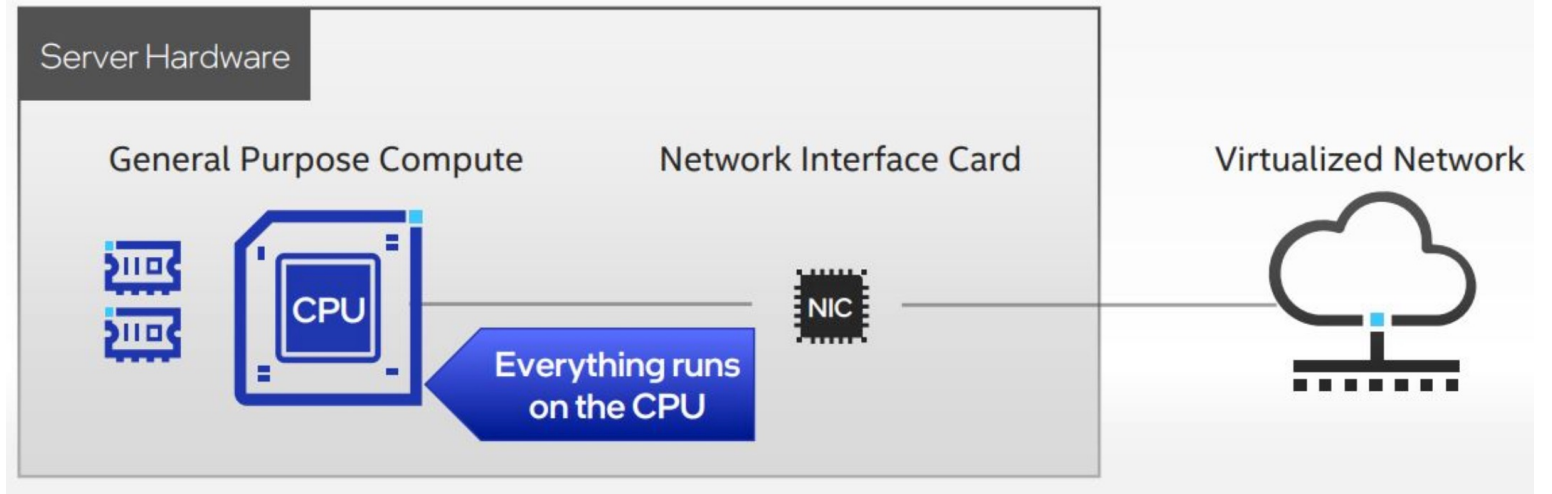 Server Hardware
General Purpose Compute
Network Interface Card
Virtualized Network
CPU
NIC
Everything runs
on the CPU